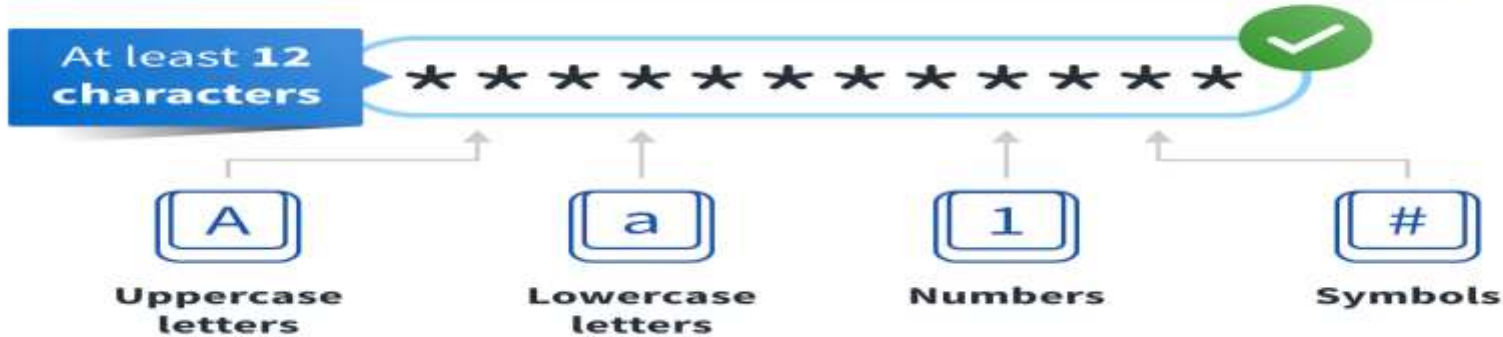 At least 12
characters
* * * * * * * * * * * *
A
a
1
#
Uppercase
letters
Lowercase
letters
Numbers
Symbols